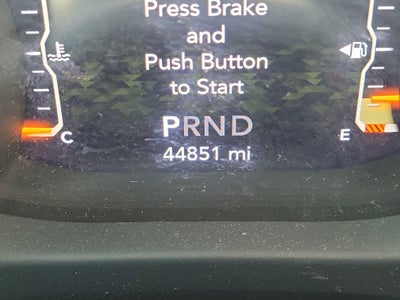 Press Brake
and
Push Button
to Start
PRND
C
E
44851 mi